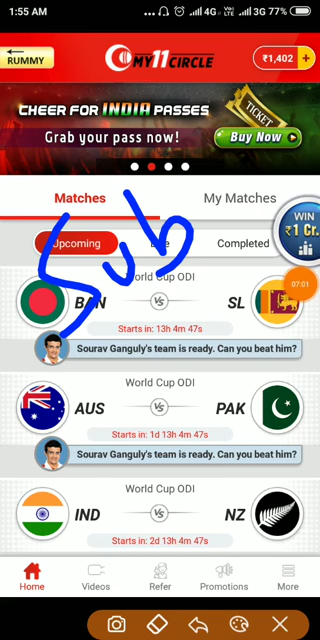 1:55 AM ... 4G VoLTE 3G 77%
RUMMY
MY11CIRCLE
₹1,402 +
CHEER FOR INDIA PASSES
Grab your pass now!
TICKET
Buy Now
Matches My Matches
Sub
Upcoming Live Completed
WIN
₹1 Cr.
World Cup ODI
BAN VS SL
07:01
Starts in: 13h 4m 47s
Sourav Ganguly's team is ready. Can you beat him?
World Cup ODI
AUS VS PAK
Starts in: 1d 13h 4m 47s
Sourav Ganguly's team is ready. Can you beat him?
World Cup ODI
IND VS NZ
Starts in: 2d 13h 4m 47s
Home Videos Refer Promotions More